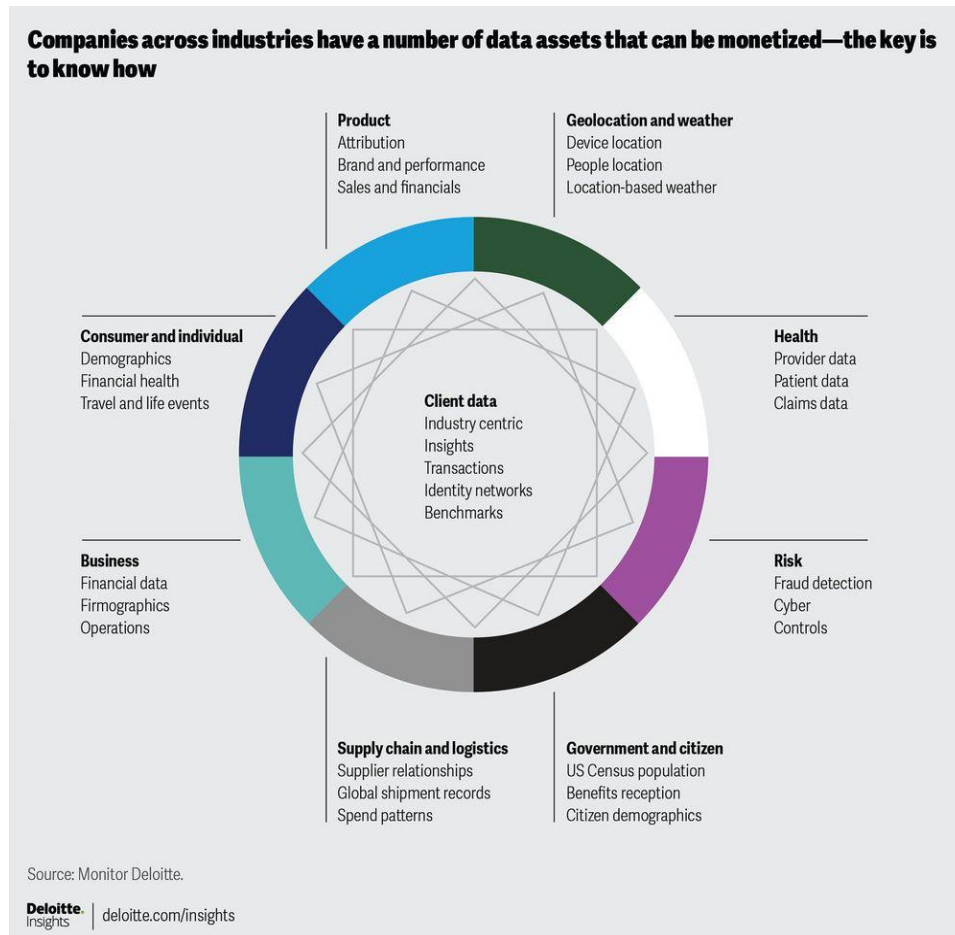 Companies across industries have a number of data assets that can be monetized—the key is
to know how
Product
Attribution
Brand and performance
Sales and financials
Geolocation and weather
Device location
People location
Location-based weather
Consumer and individual
Demographics
Financial health
Travel and life events
Health
Provider data
Patient data
Claims data
Client data
Industry centric
Insights
Transactions
Identity networks
Benchmarks
Business
Financial data
Firmographics
Operations
Risk
Fraud detection
Cyber
Controls
Supply chain and logistics
Supplier relationships
Global shipment records
Spend patterns
Government and citizen
US Census population
Benefits reception
Citizen demographics
Source: Monitor Deloitte.
Deloitte.
Insights
deloitte.com/insights